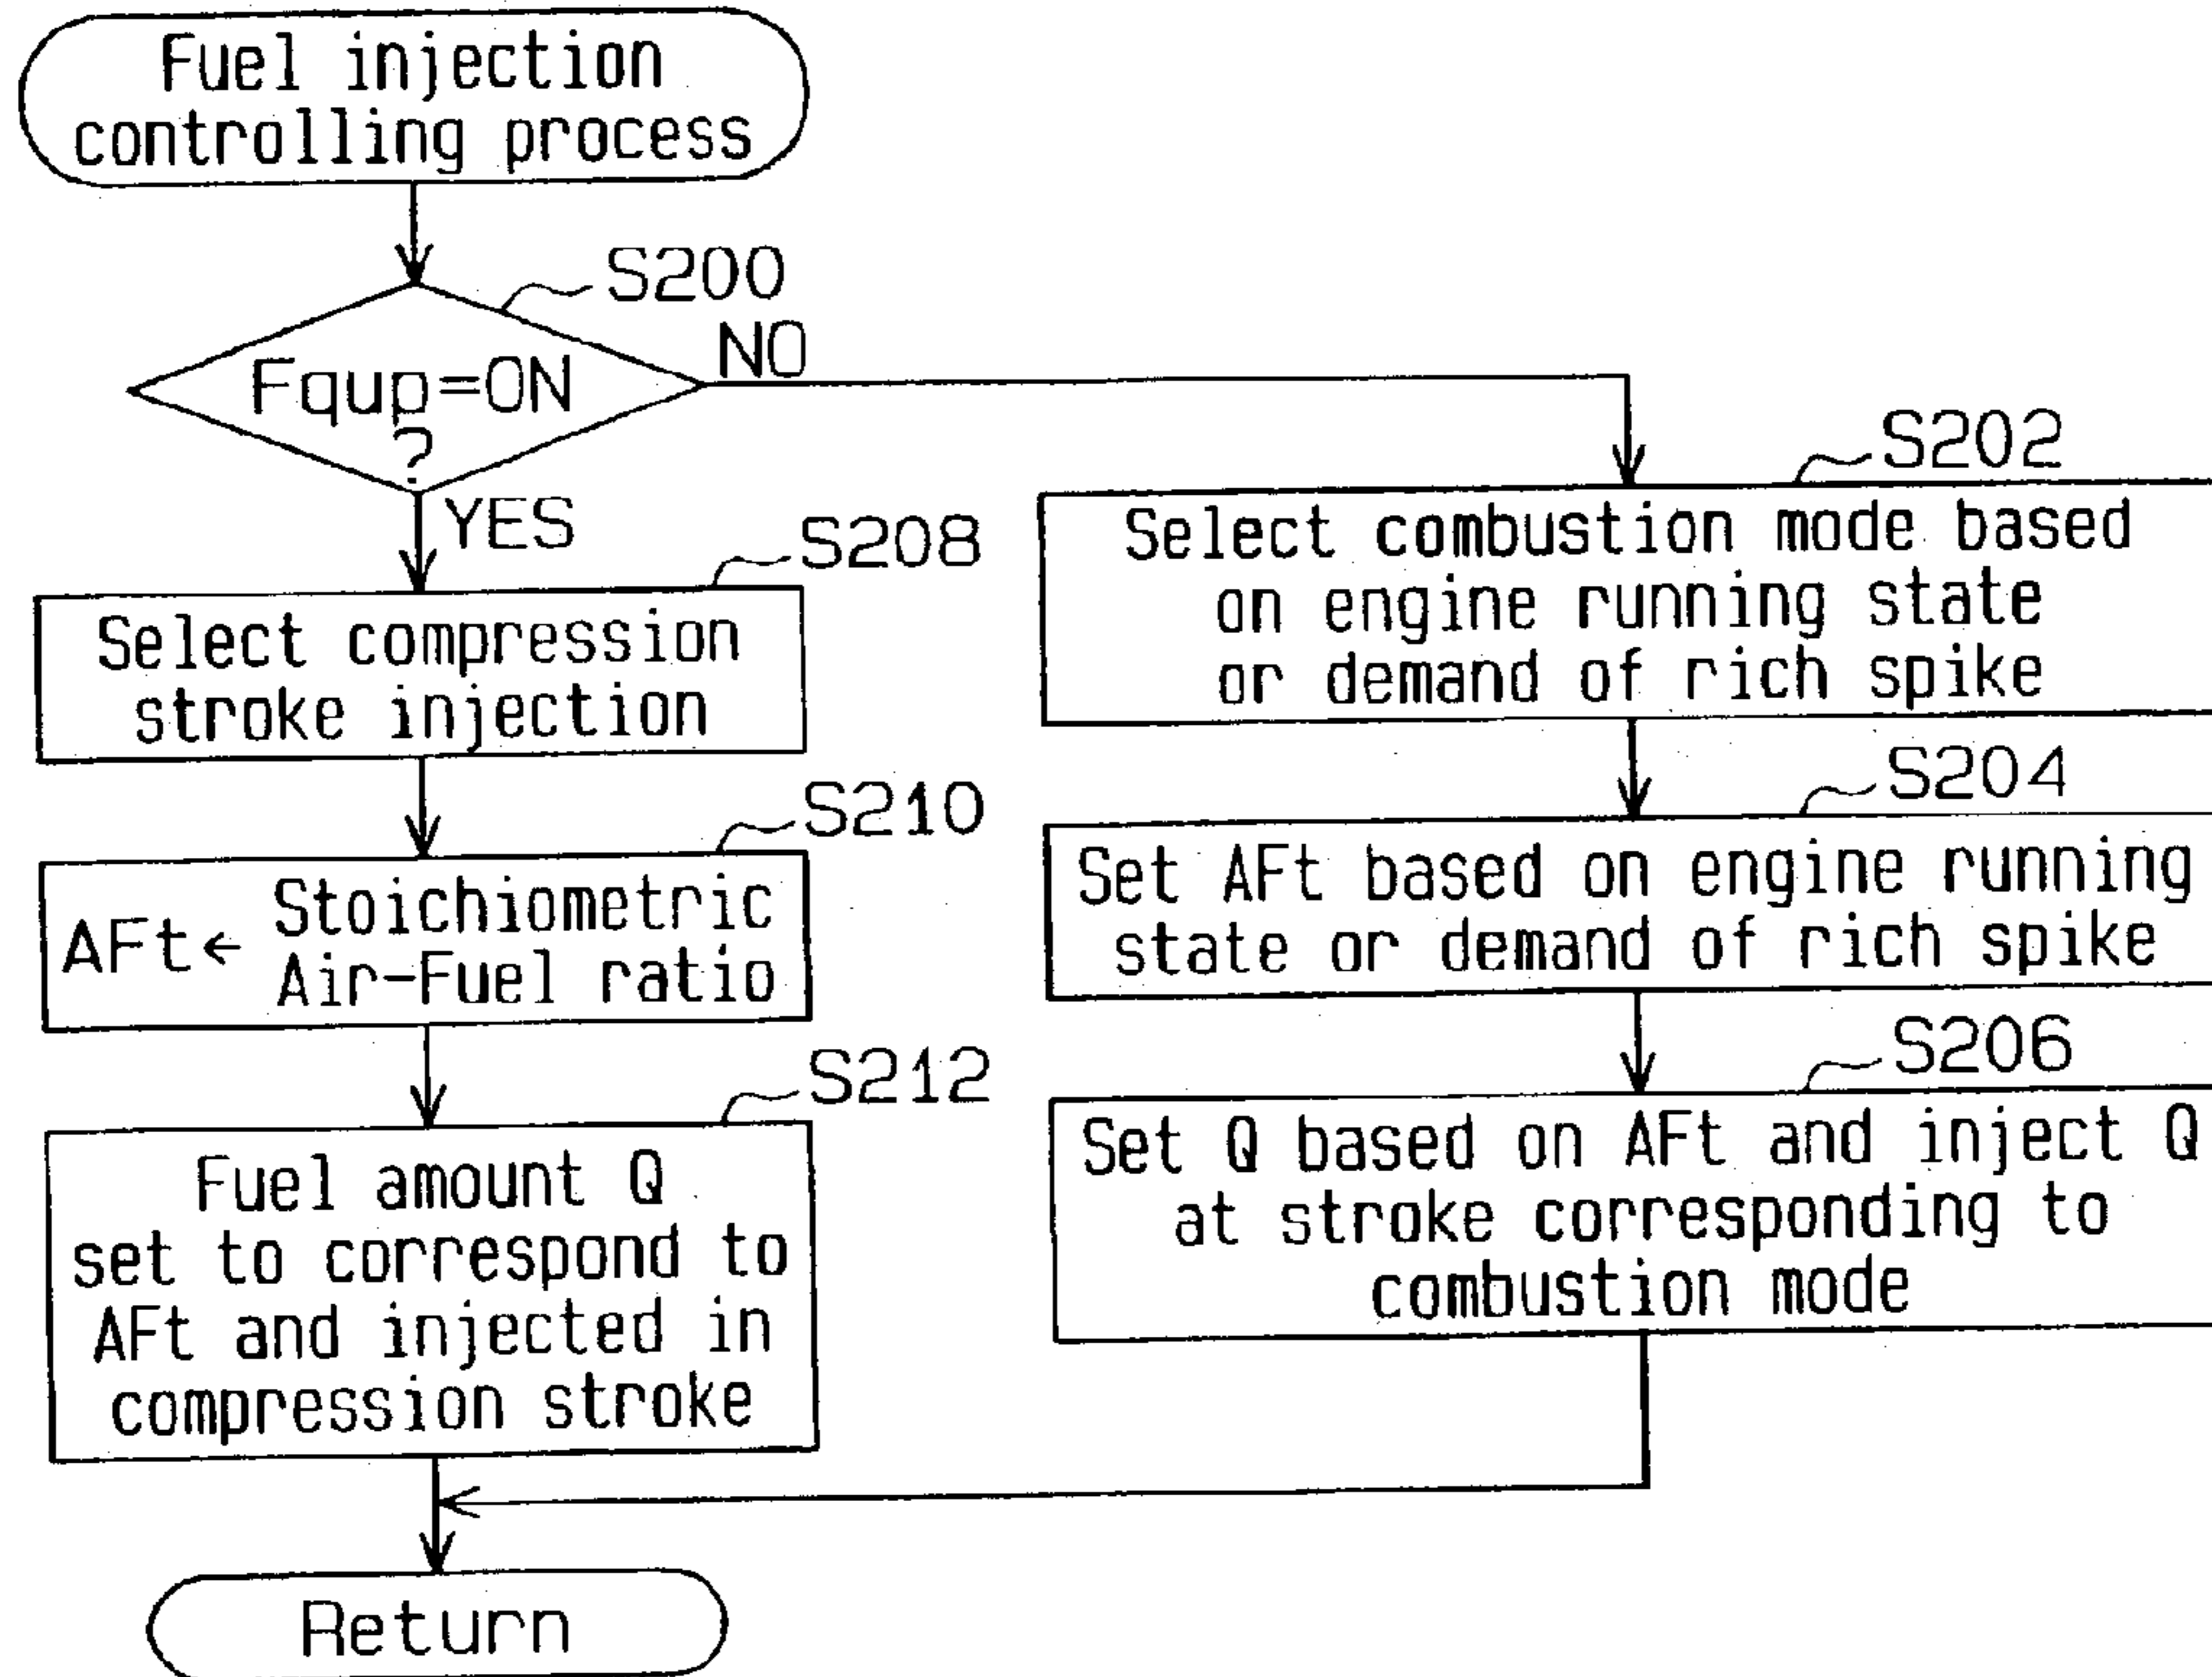 Fuel injection
controlling process
S200
Fqup=ON
?
NO
YES
S208
Select compression
stroke injection
S210
AFt← Stoichiometric
Air-Fuel ratio
S212
Fuel amount Q
set to correspond to
AFt and injected in
compression stroke
S202
Select combustion mode based
on engine running state
or demand of rich spike
S204
Set AFt based on engine running
state or demand of rich spike
S206
Set Q based on AFt and inject Q
at stroke corresponding to
combustion mode
Return